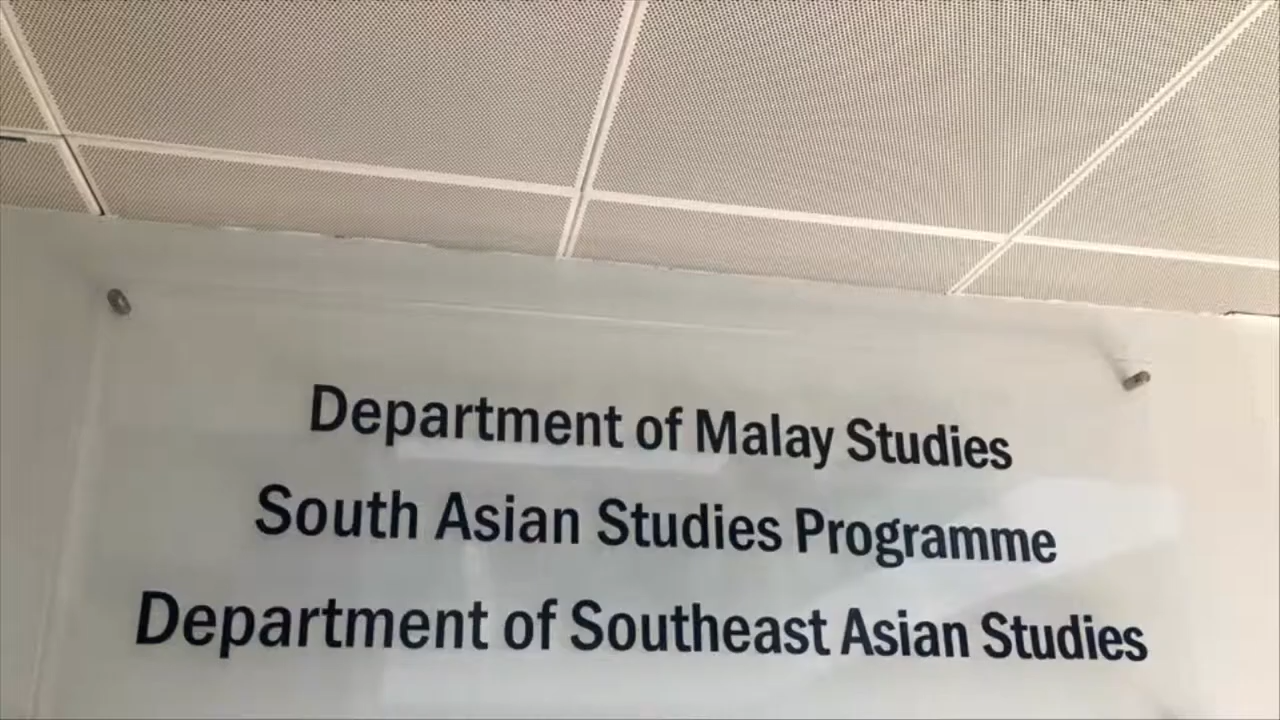 Department of Malay Studies
South Asian Studies Programme
Department of Southeast Asian Studies